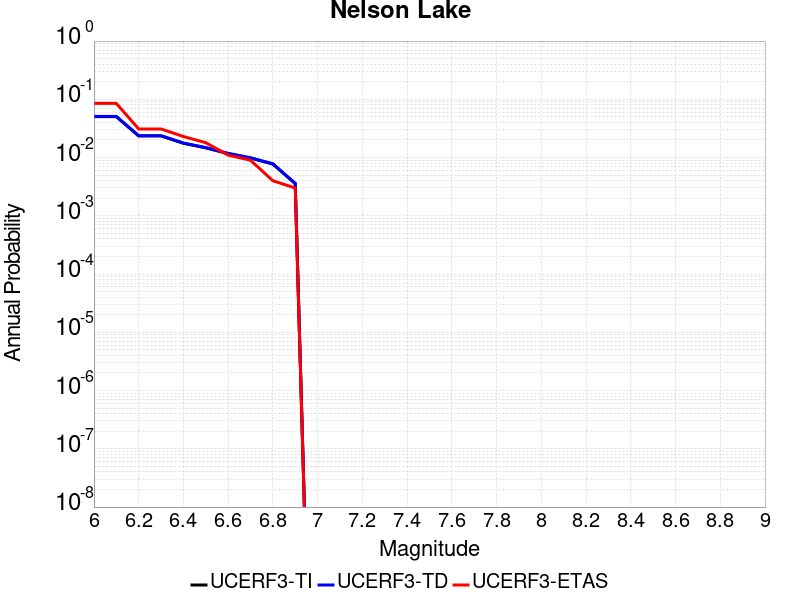 Nelson Lake
10^0
10^-1
10^-2
10^-3
10^-4
10^-5
10^-6
10^-7
10^-8
Annual Probability
6 6.2 6.4 6.6 6.8 7 7.2 7.4 7.6 7.8 8 8.2 8.4 8.6 8.8 9
Magnitude
UCERF3-TI UCERF3-TD UCERF3-ETAS